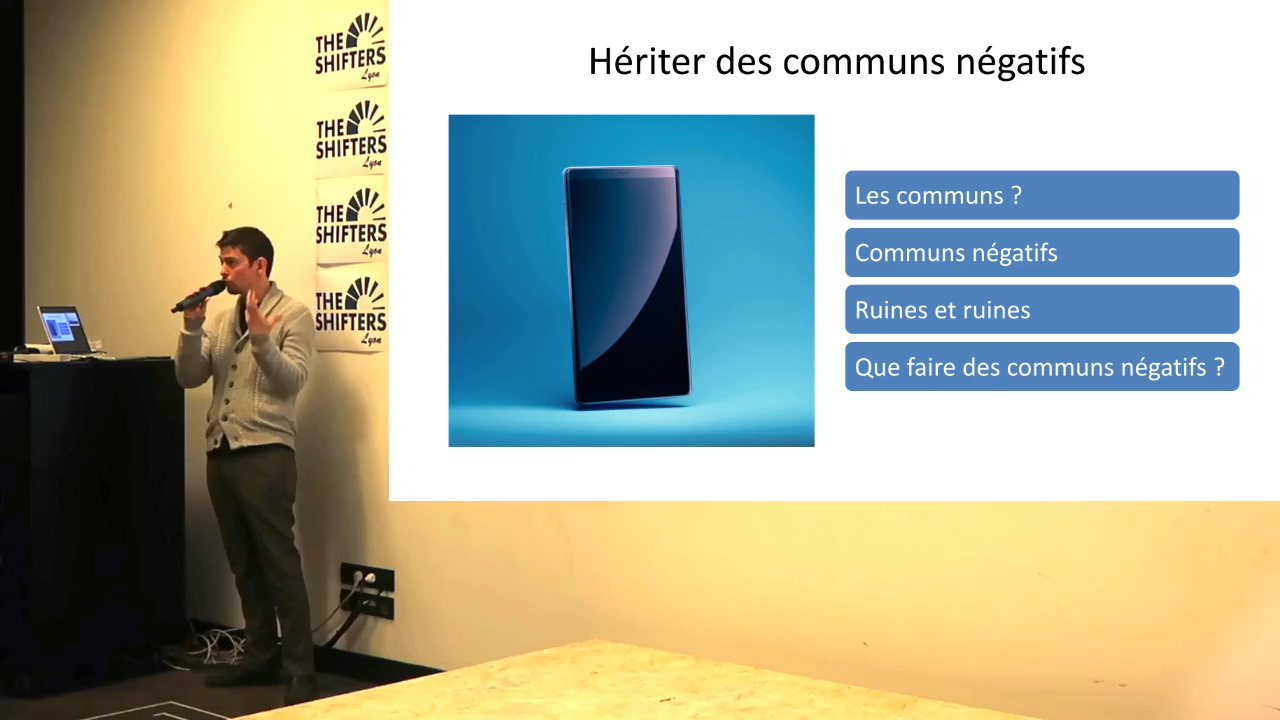 THE
SHIFTERS
Lyon
THE
SHIFTERS
Lyon
THE
SHIFTERS
Lyon
THE
SHIFTERS
Lyon
Hériter des communs négatifs
Les communs ?
Communs négatifs
Ruines et ruines
Que faire des communs négatifs ?